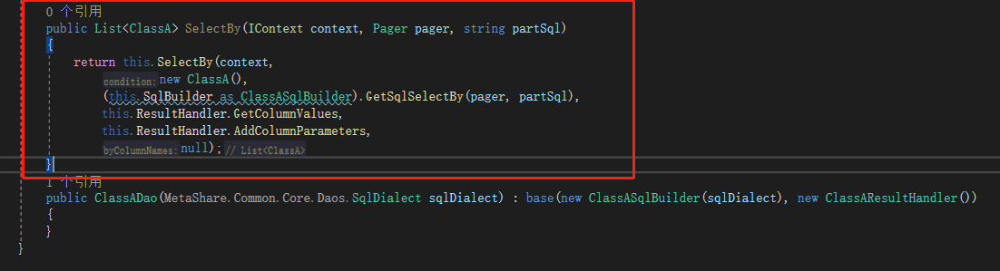 0 个引用
public List<ClassA> SelectBy(IContext context, Pager pager, string partSql)
{
return this.SelectBy(context,
condition: new ClassA(),
(this.SqlBuilder as ClassASqlBuilder).GetSqlSelectBy(pager, partSql),
this.ResultHandler.GetColumnValues,
this.ResultHandler.AddColumnParameters,
byColumnNames: null); // List<ClassA>
}
1 个引用
public ClassADao(MetaShare.Common.Core.Daos.SqlDialect sqlDialect) : base(new ClassASqlBuilder(sqlDialect), new ClassAResultHandler())
{
}
}